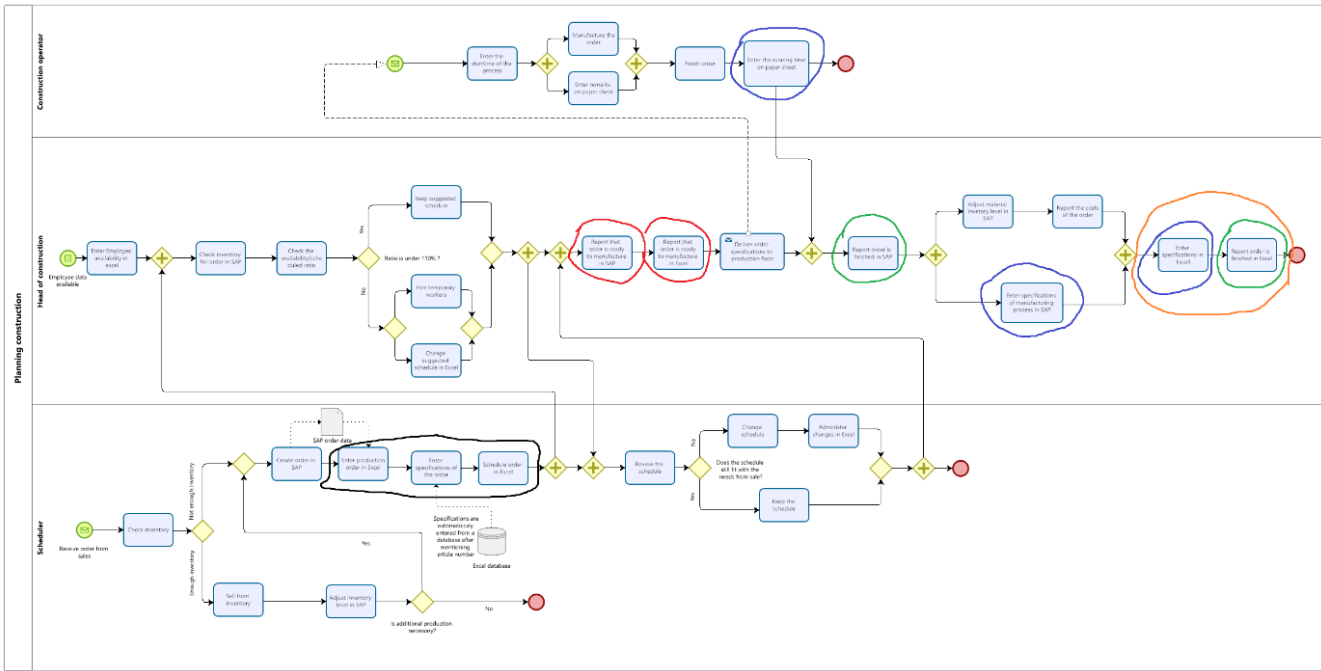 Planning construction
Construction operator
Enter the
starttime of the
process
Manufacture the
order
Enter remarks
on paper sheet
Finish order
Enter the running time
on paper sheet
Head of construction
Employee data
available
Enter Employee
availability in
excel
Check inventory
for order in SAP
Check the
Ratio is under 110% ?
Yes
No
Keep suggested
schedule
Hire temporary
workers
Change
suggested
schedule in Excel
Report that
order is ready
to manufacture
in SAP
Report that
order is ready
to manufacture
in Excel
Deliver order
specifications to
production floor
Report order is
finished in SAP
Adjust material
inventory level in
SAP
Report the costs
of the order
Enter specifications
of manufacturing
process in SAP
Enter
specifications in
Excel
Report order is
finished in Excel
Scheduler
Receive order from
sales
Check inventory
Not enough inventory
Enough inventory
SAP order data
Create order in
SAP
Enter production
order in Excel
Enter
specifications of
the order
Schedule order
in Excel
Specifications are
automaticaly
entered from a
database after
mentioning
article number
Excel database
Sell from
inventory
Adjust inventory
level in SAP
Yes
No
Is additional production
necessary?
Review the
schedule
No
Yes
Does the schedule
still fit with the
needs from sale?
Change
schedule
Administer
changes in Excel
Keep the
schedule